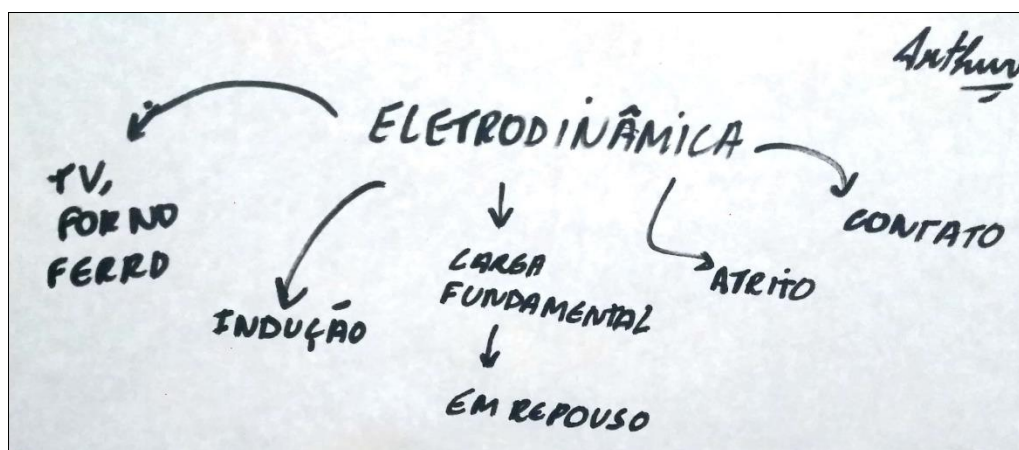 Arthur
ELETRODINÂMICA
TV,
FORNO
FERRO
INDUÇÃO
CARGA
FUNDAMENTAL
EM REPOUSO
ATRITO
CONTATO